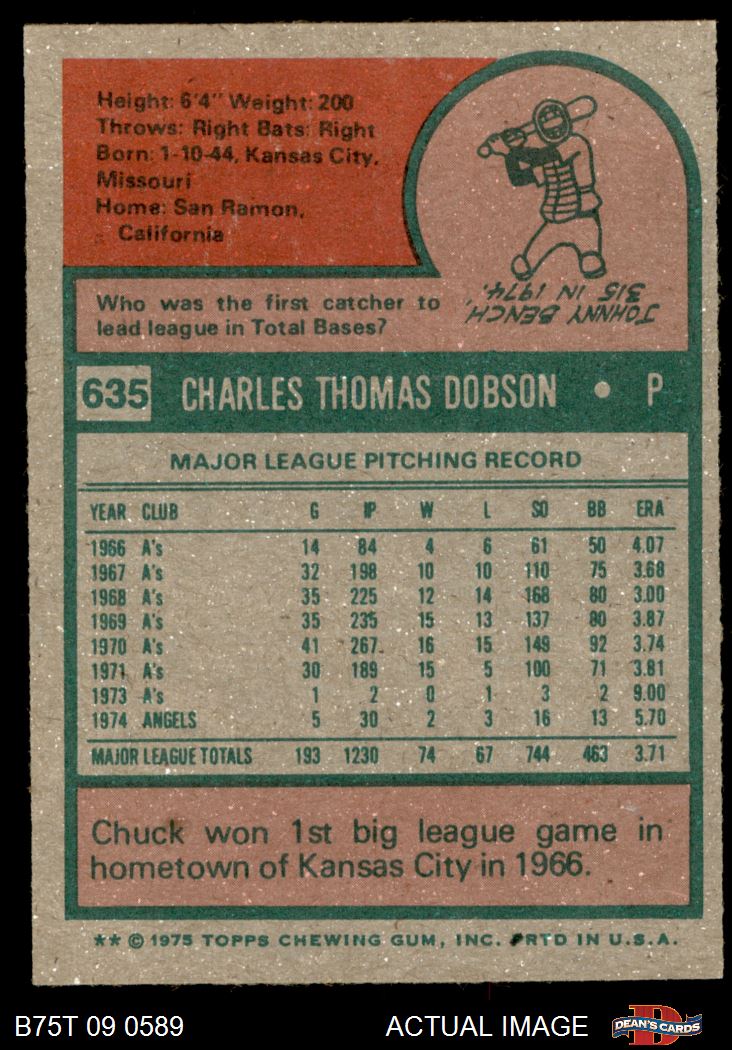 Height: 6'4" Weight: 200
Throws: Right Bats: Right
Born: 1-10-44, Kansas City,
Missouri
Home: San Ramon,
California
Who was the first catcher to
lead league in Total Bases?
JOHNNY BENCH,
315 IN 1974.
635 CHARLES THOMAS DOBSON • P
MAJOR LEAGUE PITCHING RECORD
YEAR CLUB G IP W L SO BB ERA
1966 A's 14 84 4 6 61 50 4.07
1967 A's 32 198 10 10 110 75 3.68
1968 A's 35 225 12 14 168 80 3.00
1969 A's 35 235 15 13 137 80 3.87
1970 A's 41 267 16 15 149 92 3.74
1971 A's 30 189 15 5 100 71 3.81
1973 A's 1 2 0 1 3 2 9.00
1974 ANGELS 5 30 2 3 16 13 5.70
MAJOR LEAGUE TOTALS 193 1230 74 67 744 463 3.71
Chuck won 1st big league game in
hometown of Kansas City in 1966.
** © 1975 TOPPS CHEWING GUM, INC. PRTD IN U.S.A.
B75T 09 0589 ACTUAL IMAGE D DEAN'S CARDS